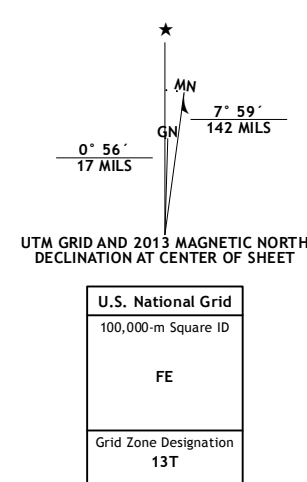 ★
MN
7° 59´
142 MILS
GN
0° 56´
17 MILS
UTM GRID AND 2013 MAGNETIC NORTH
DECLINATION AT CENTER OF SHEET
U.S. National Grid
100,000-m Square ID
FE
Grid Zone Designation
13T